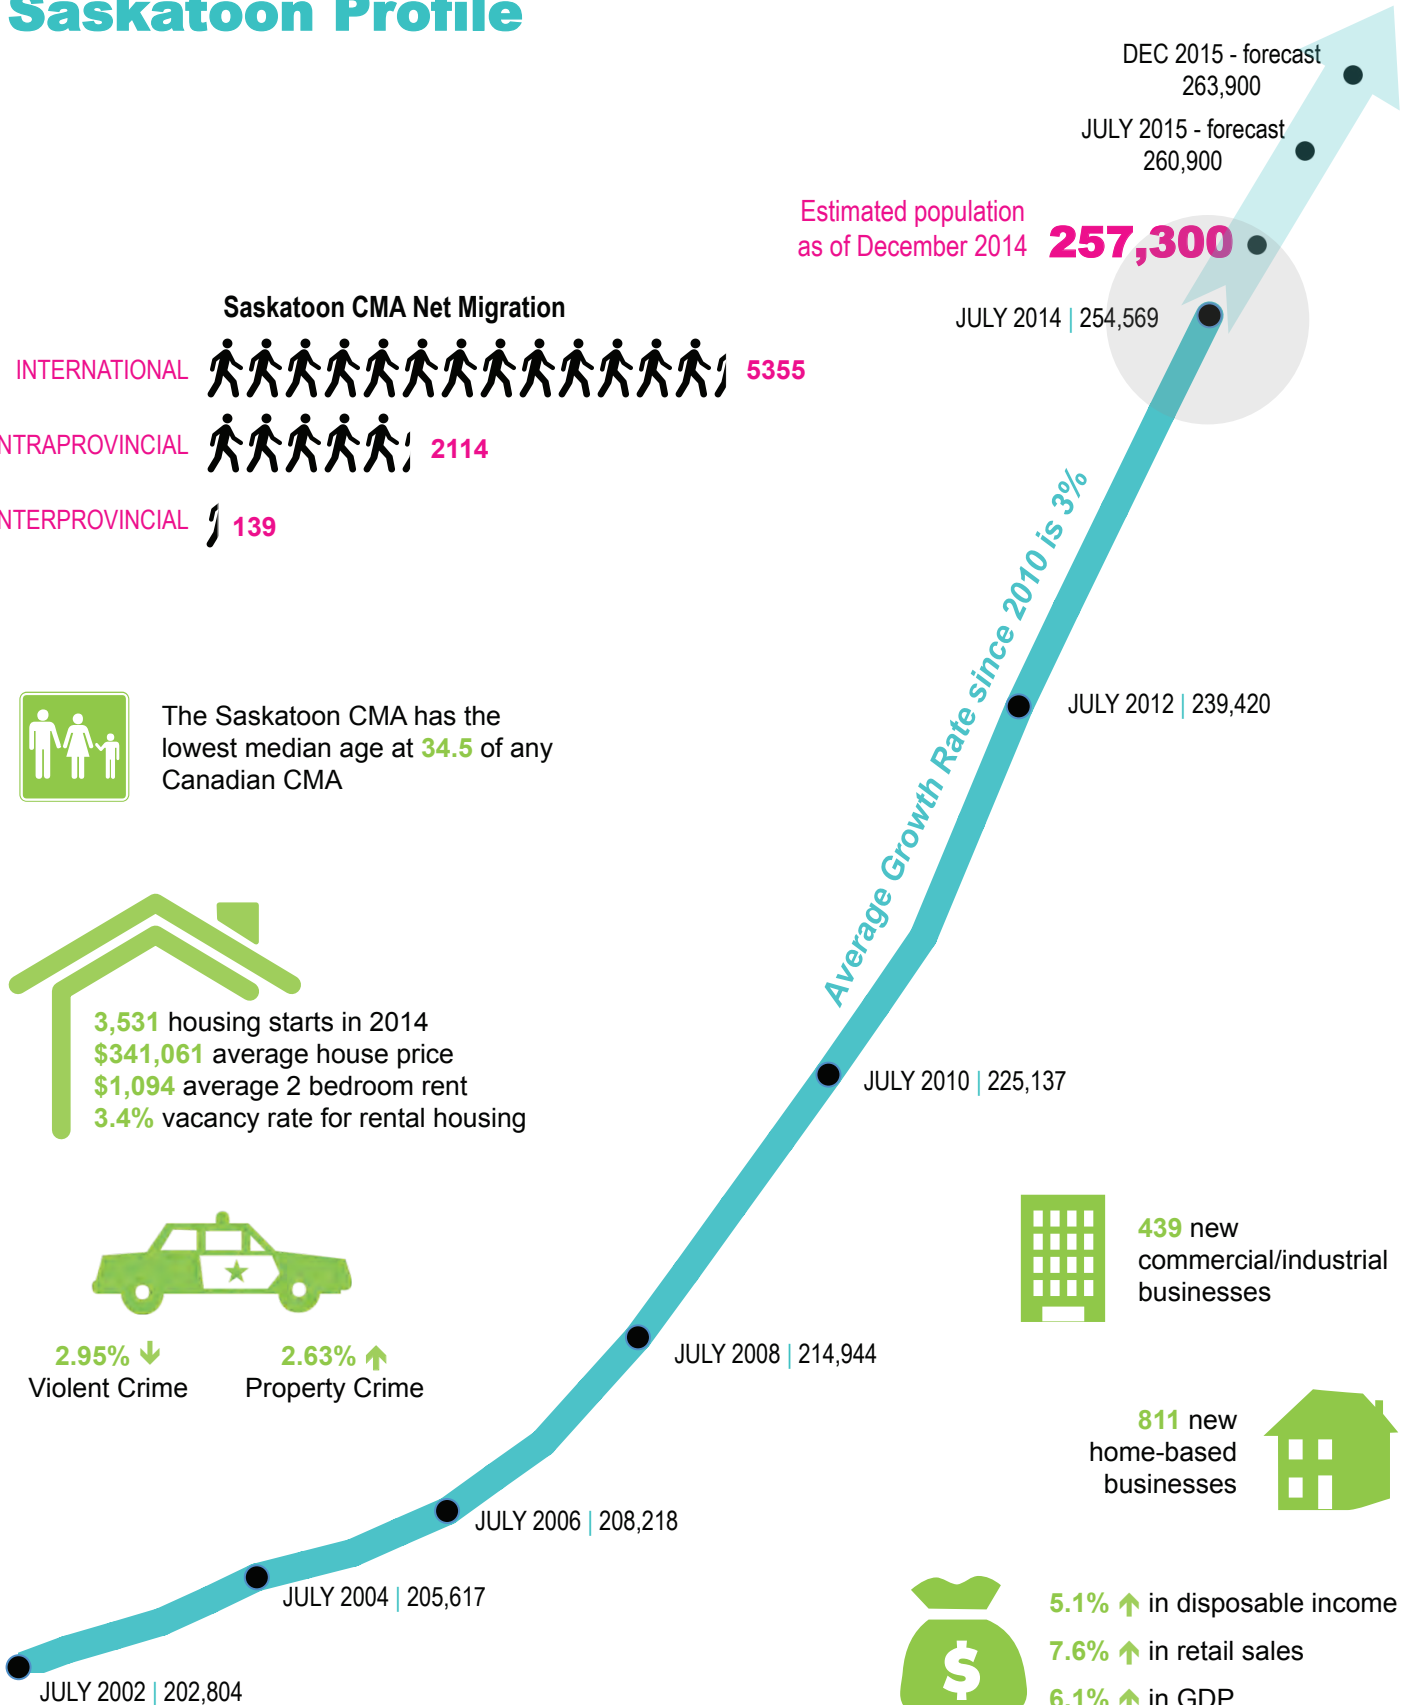 Saskatoon Profile
DEC 2015 - forecast
263,900
JULY 2015 - forecast
260,900
Estimated population
as of December 2014
257,300
JULY 2014 | 254,569
Saskatoon CMA Net Migration
INTERNATIONAL
5355
NTRAPROVINCIAL
2114
NTERPROVINCIAL
139
Average Growth Rate since 2010 is 3%
JULY 2012 | 239,420
The Saskatoon CMA has the
lowest median age at 34.5 of any
Canadian CMA
3,531 housing starts in 2014
$341,061 average house price
$1,094 average 2 bedroom rent
3.4% vacancy rate for rental housing
JULY 2010 | 225,137
439 new
commercial/industrial
businesses
2.95%
Violent Crime
2.63%
Property Crime
JULY 2008 | 214,944
811 new
home-based
businesses
JULY 2006 | 208,218
JULY 2004 | 205,617
JULY 2002 | 202,804
$
5.1% in disposable income
7.6% in retail sales
6.1% in GDP